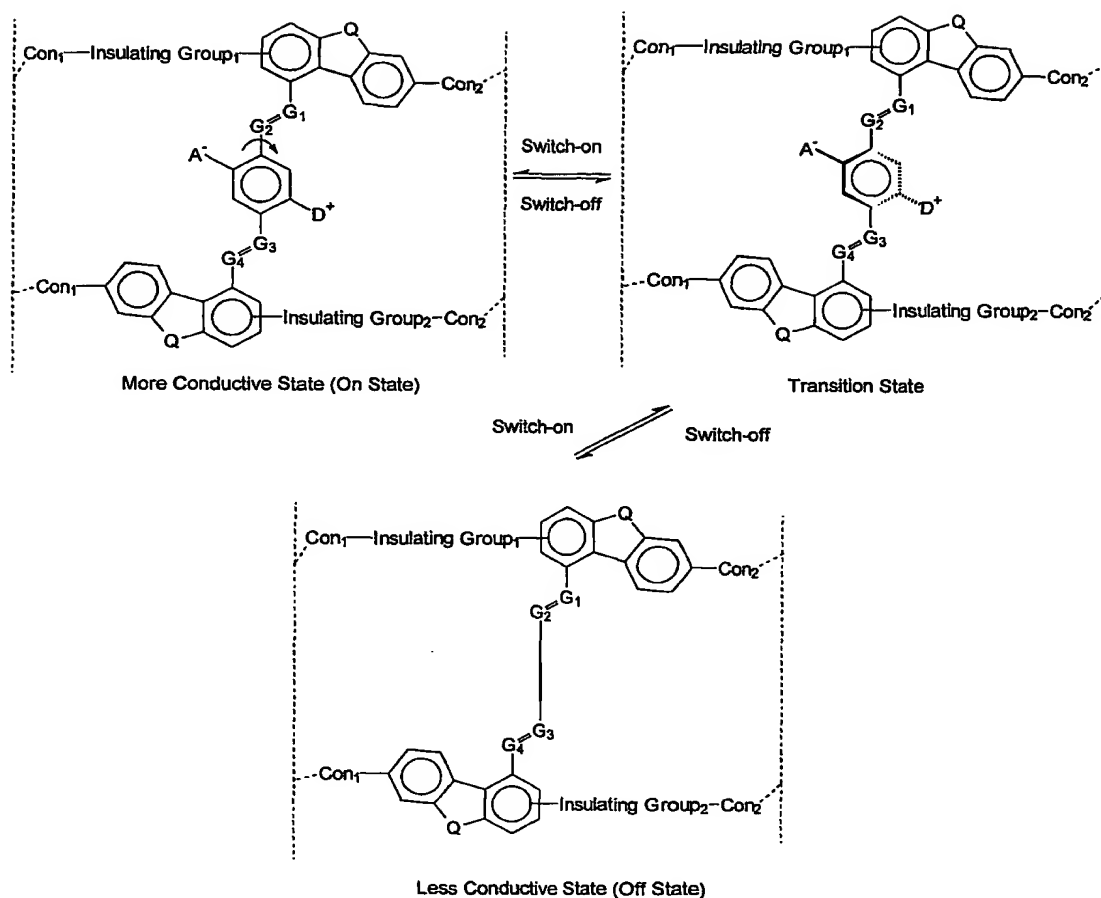 Q Q
Con₁—Insulating Group₁ Con₂ Con₁—Insulating Group₁ Con₂
G₂=G₁ G₂=G₁
A⁻ Switch-on A⁻
Switch-off
D⁺ D⁺
G₄=G₃ G₄=G₃
Con₁ Con₁
Insulating Group₂–Con₂ Insulating Group₂–Con₂
Q Q
More Conductive State (On State) Transition State
Switch-on Switch-off
Q
Con₁—Insulating Group₁ Con₂
G₂=G₁
G₄=G₃
Con₁
Insulating Group₂–Con₂
Q
Less Conductive State (Off State)